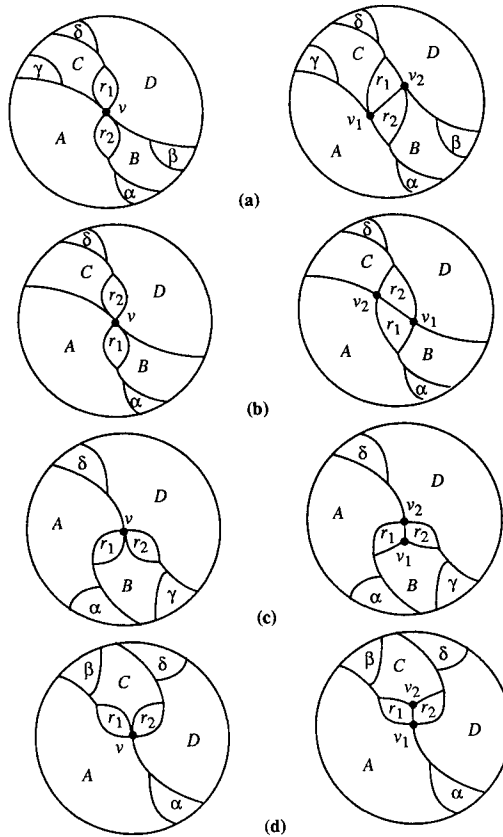 δ
C
D
γ
r₁
v
A
r₂
B
β
α
δ
C
D
γ
r₁
v₂
v₁
r₂
A
B
β
α
(a)
δ
C
D
r₂
v
A
r₁
B
α
δ
C
D
r₂
v₂
v₁
r₁
A
B
α
(b)
δ
D
A
v
r₁
r₂
B
α
γ
δ
D
A
v₂
r₁
r₂
v₁
B
α
γ
(c)
β
C
δ
r₁
r₂
v
D
A
α
β
C
δ
v₂
r₁
r₂
v₁
D
A
α
(d)